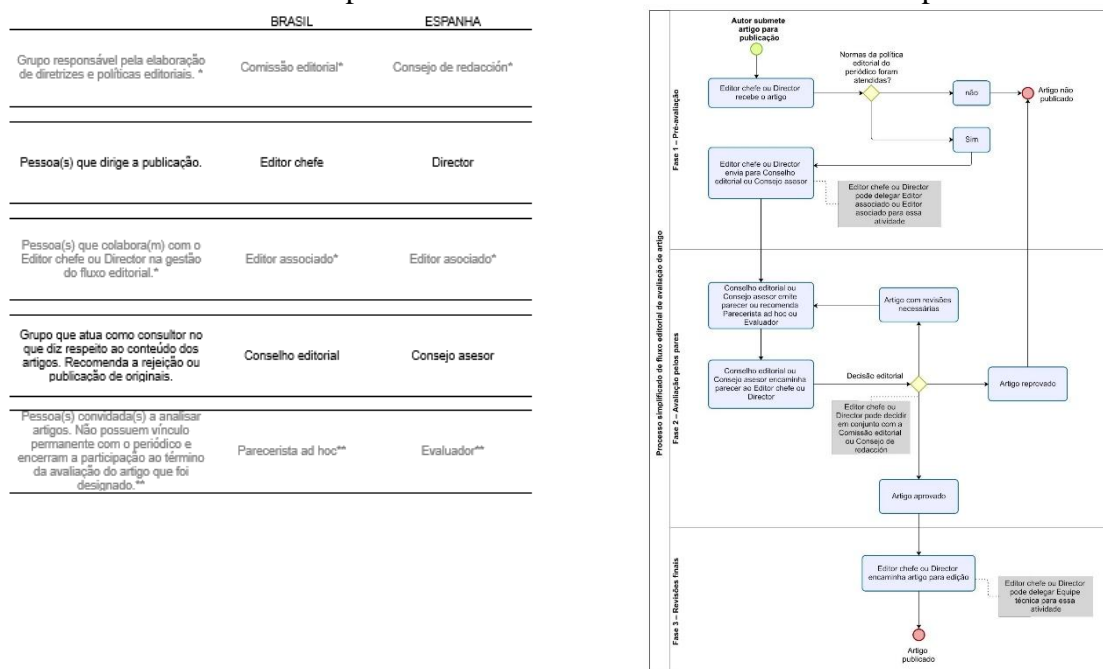 BRASIL ESPANHA
Grupo responsável pela elaboração
de diretrizes e políticas editoriais. *
Comissão editorial*
Consejo de redacción*
Pessoa(s) que dirige a publicação.
Editor chefe
Director
Pessoa(s) que colabora(m) com o
Editor chefe ou Director na gestão
do fluxo editorial.*
Editor associado*
Editor asociado*
Grupo que atua como consultor no
que diz respeito ao conteúdo dos
artigos. Recomenda a rejeição ou
publicação de originais.
Conselho editorial
Consejo asesor
Pessoa(s) convidada(s) a analisar
artigos. Não possuem vínculo
permanente com o periódico e
encerram a participação ao término
da avaliação do artigo que foi
designado.**
Parecerista ad hoc**
Evaluador**
Processo simplificado de fluxo editorial de avaliação de artigo
Fase 1 – Pré-avaliação
Autor submete
artigo para
publicação
Editor chefe ou Director
recebe o artigo
Normas da política
editorial do
periódico foram
atendidas?
não
Artigo não
publicado
Sim
Editor chefe ou Director
envia para Conselho
editorial ou Consejo asesor
Editor chefe ou Director
pode delegar Editor
associado ou Editor
asociado para essa
atividade
Fase 2 – Avaliação pelos pares
Conselho editorial ou
Consejo asesor emite
parecer ou recomenda
Parecerista ad hoc ou
Evaluador
Artigo com revisões
necessárias
Conselho editorial ou
Consejo asesor encaminha
parecer ao Editor chefe ou
Director
Decisão editorial
Artigo reprovado
Editor chefe ou
Director pode decidir
em conjunto com a
Comissão editorial
ou Consejo de
redacción
Artigo aprovado
Fase 3 – Revisões finais
Editor chefe ou Director
encaminha artigo para edição
Editor chefe ou Director
pode delegar Equipe
técnica para essa
atividade
Artigo
publicado